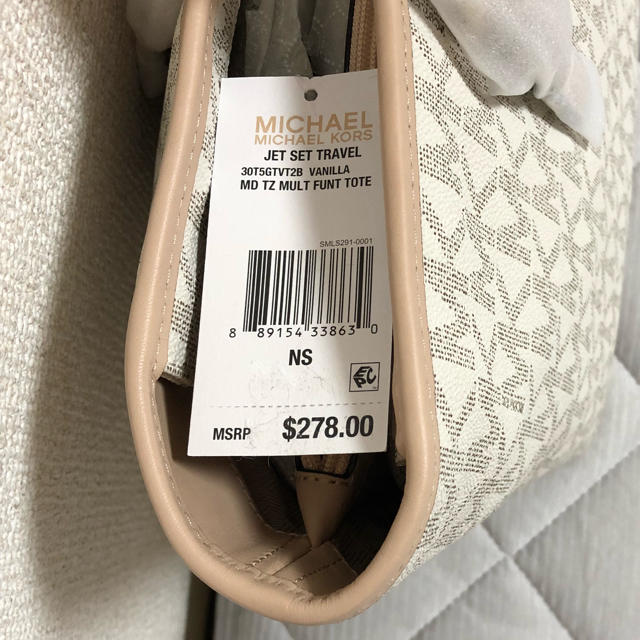 MICHAEL
MICHAEL KORS
JET SET TRAVEL
30T5GTVT2B VANILLA
MD TZ MULT FUNT TOTE
SMLS291-0001
8 89154 33863 0
NS
MSRP $278.00